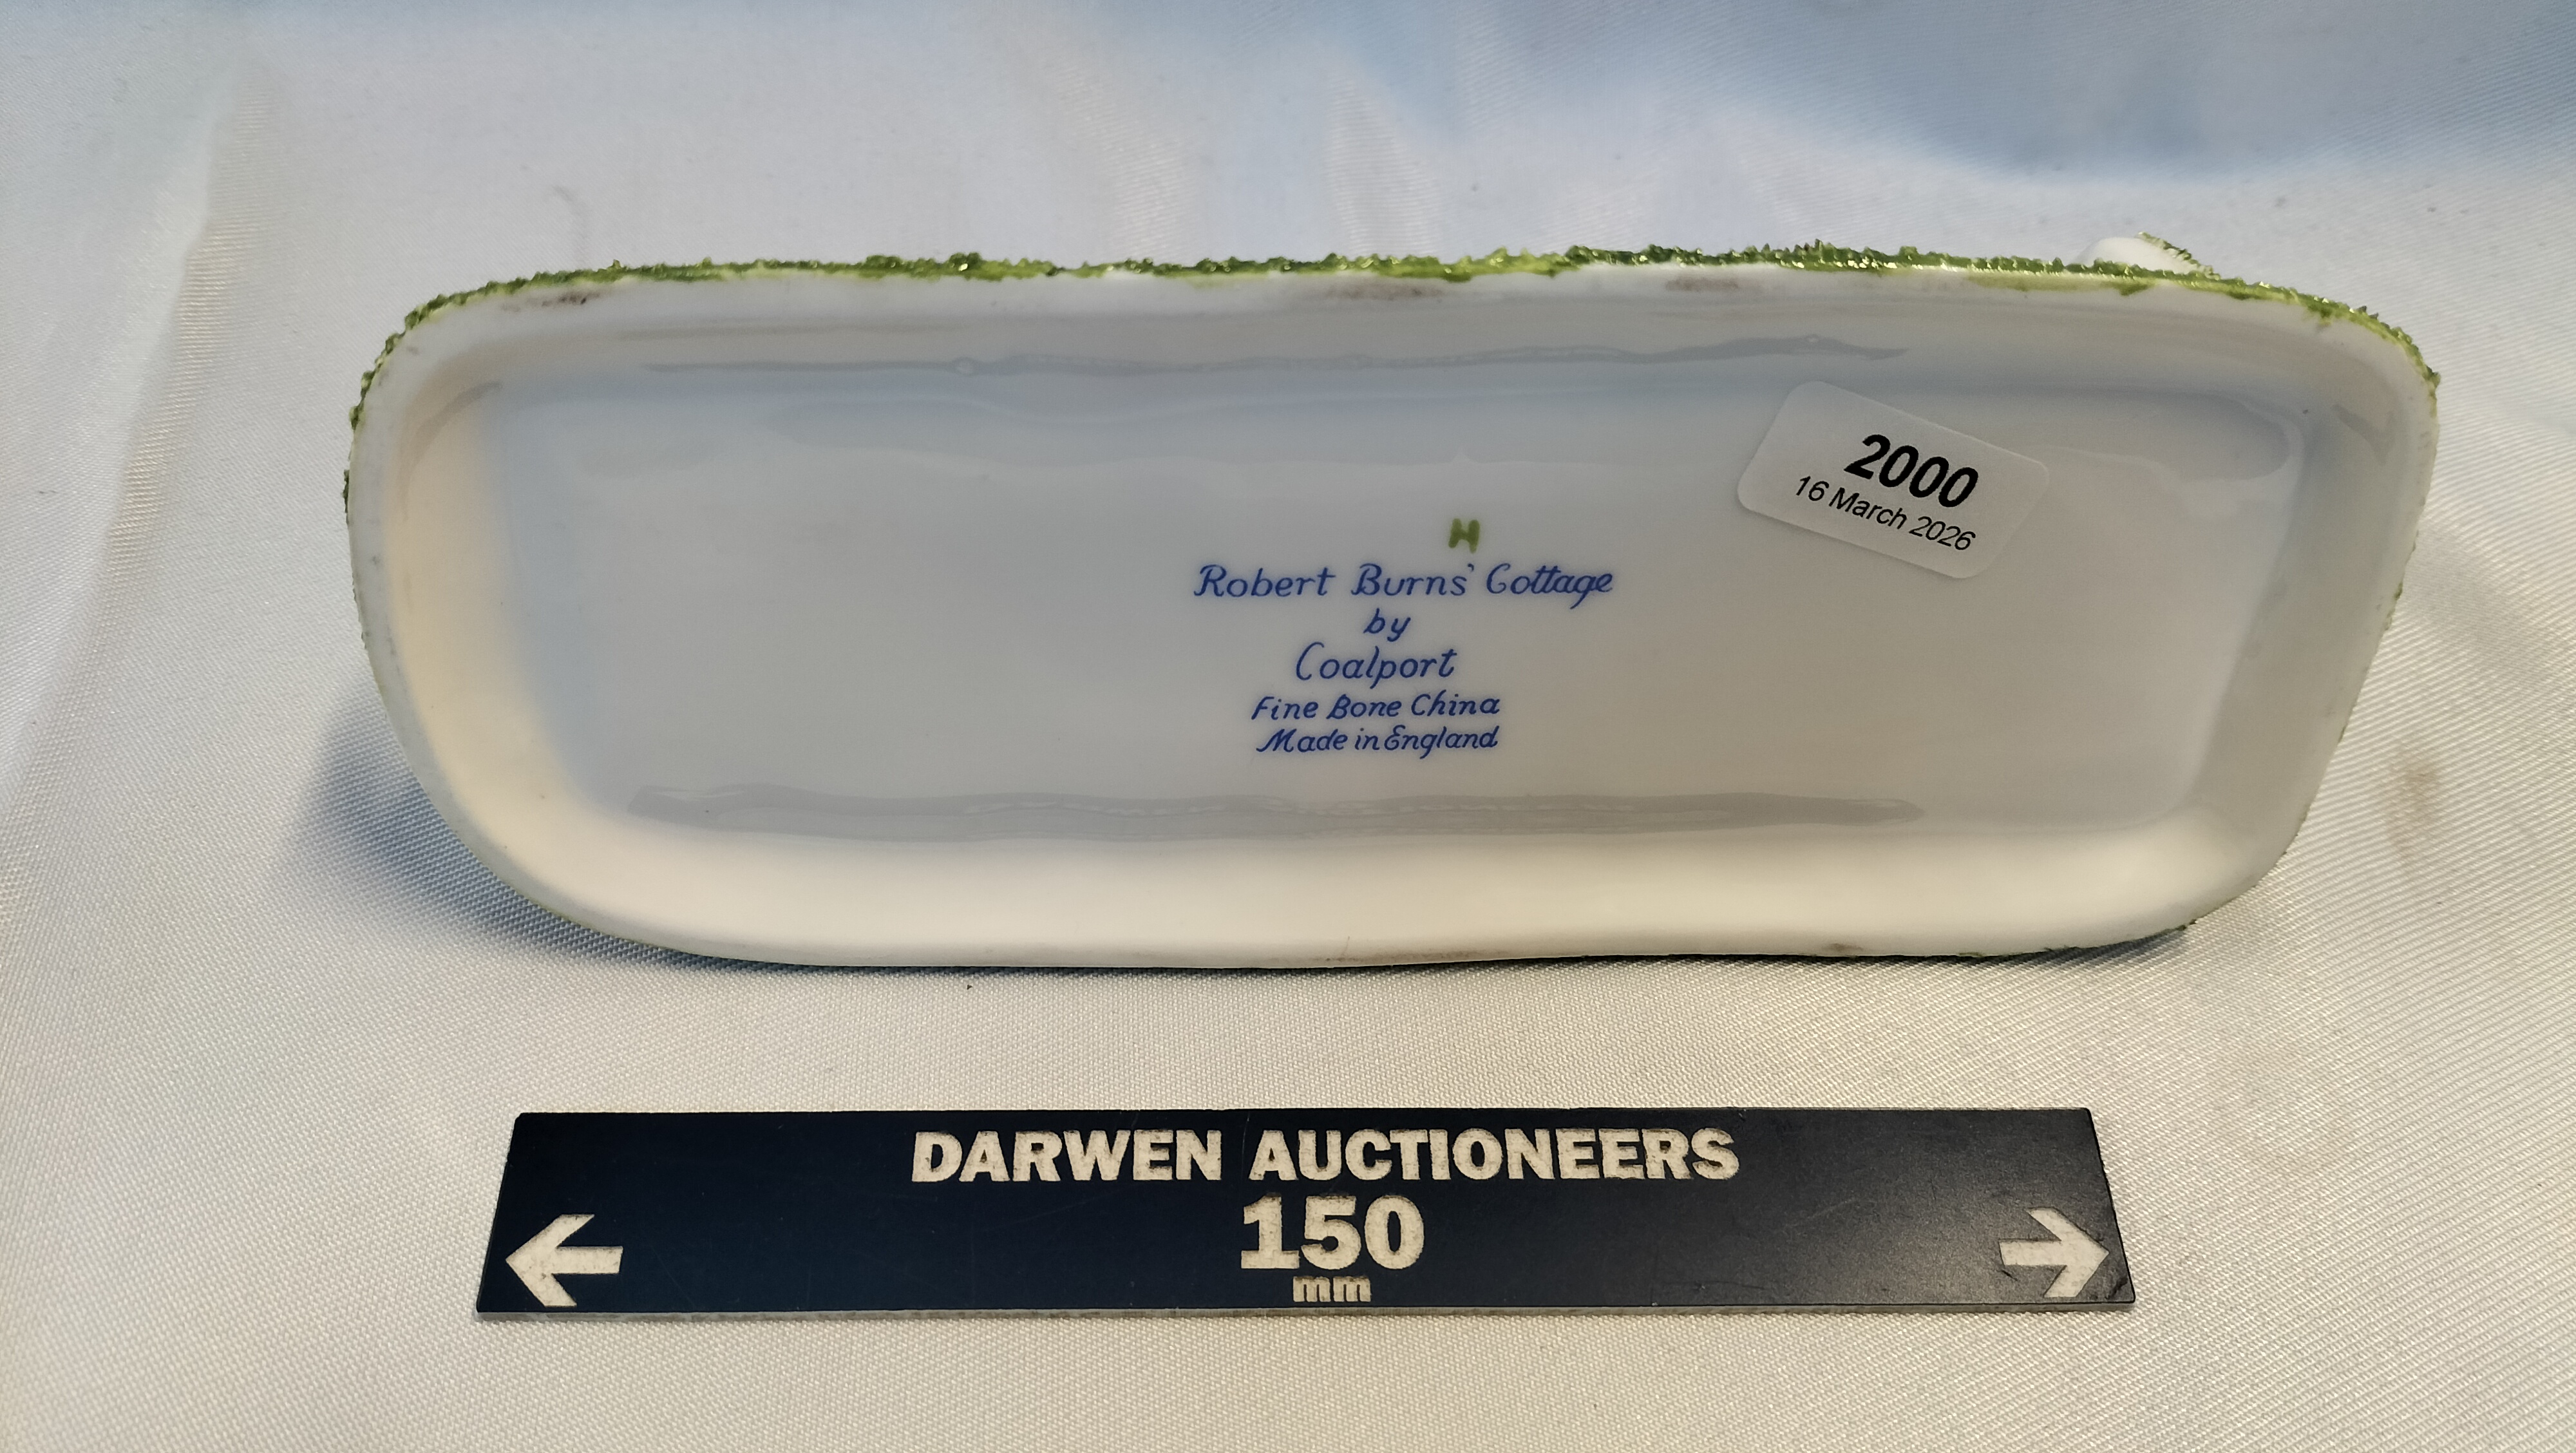 2000
16 March 2026
H
Robert Burns' Cottage
by
Coalport
Fine Bone China
Made in England
DARWEN AUCTIONEERS
150
mm